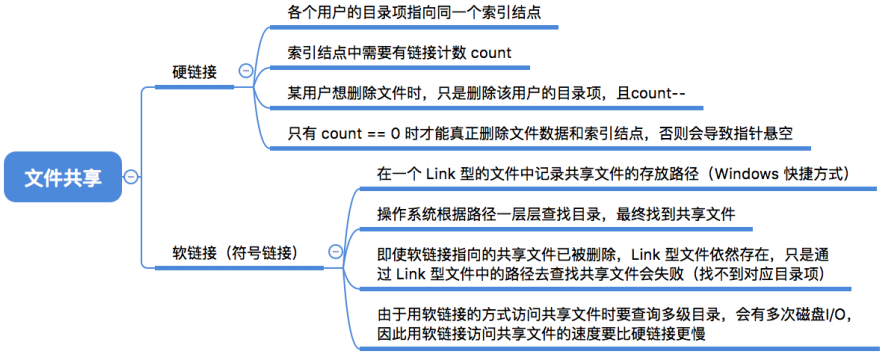 文件共享
硬链接
各个用户的目录项指向同一个索引结点
索引结点中需要有链接计数 count
某用户想删除文件时，只是删除该用户的目录项，且count--
只有 count == 0 时才能真正删除文件数据和索引结点，否则会导致指针悬空
软链接（符号链接）
在一个 Link 型的文件中记录共享文件的存放路径（Windows 快捷方式）
操作系统根据路径一层层查找目录，最终找到共享文件
即使软链接指向的共享文件已被删除，Link 型文件依然存在，只是通
过 Link 型文件中的路径去查找共享文件会失败（找不到对应目录项）
由于用软链接的方式访问共享文件时要查询多级目录，会有多次磁盘I/O，
因此用软链接访问共享文件的速度要比硬链接更慢